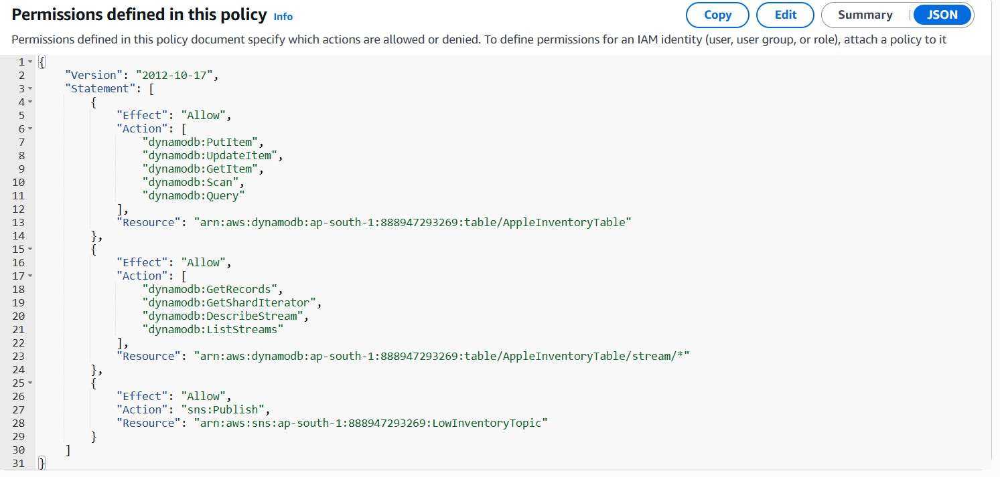 Permissions defined in this policy Info
Copy Edit Summary JSON
Permissions defined in this policy document specify which actions are allowed or denied. To define permissions for an IAM identity (user, user group, or role), attach a policy to it
1 {
2     "Version": "2012-10-17",
3     "Statement": [
4         {
5             "Effect": "Allow",
6             "Action": [
7                 "dynamodb:PutItem",
8                 "dynamodb:UpdateItem",
9                 "dynamodb:GetItem",
10                 "dynamodb:Scan",
11                 "dynamodb:Query"
12             ],
13             "Resource": "arn:aws:dynamodb:ap-south-1:888947293269:table/AppleInventoryTable"
14         },
15         {
16             "Effect": "Allow",
17             "Action": [
18                 "dynamodb:GetRecords",
19                 "dynamodb:GetShardIterator",
20                 "dynamodb:DescribeStream",
21                 "dynamodb:ListStreams"
22             ],
23             "Resource": "arn:aws:dynamodb:ap-south-1:888947293269:table/AppleInventoryTable/stream/*"
24         },
25         {
26             "Effect": "Allow",
27             "Action": "sns:Publish",
28             "Resource": "arn:aws:sns:ap-south-1:888947293269:LowInventoryTopic"
29         }
30     ]
31 }